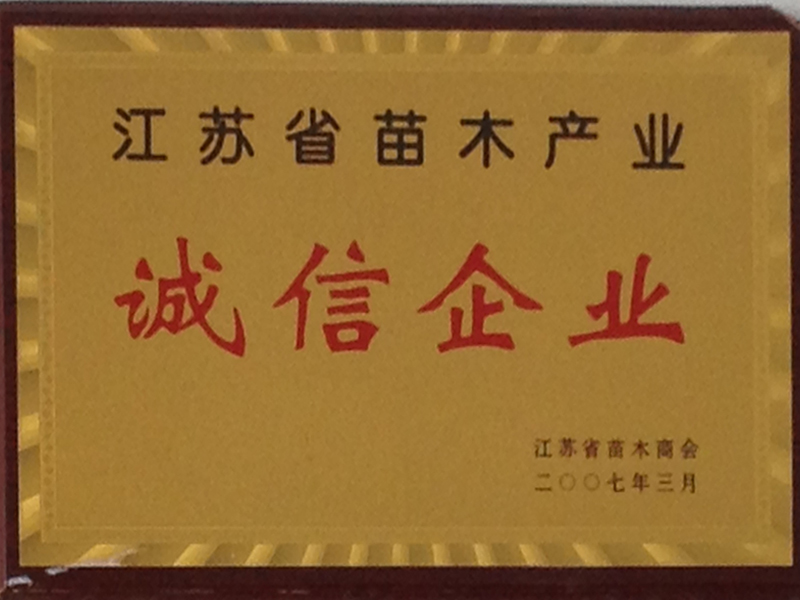 江苏省苗木产业
诚信企业
江苏省苗木商会
二〇〇七年三月